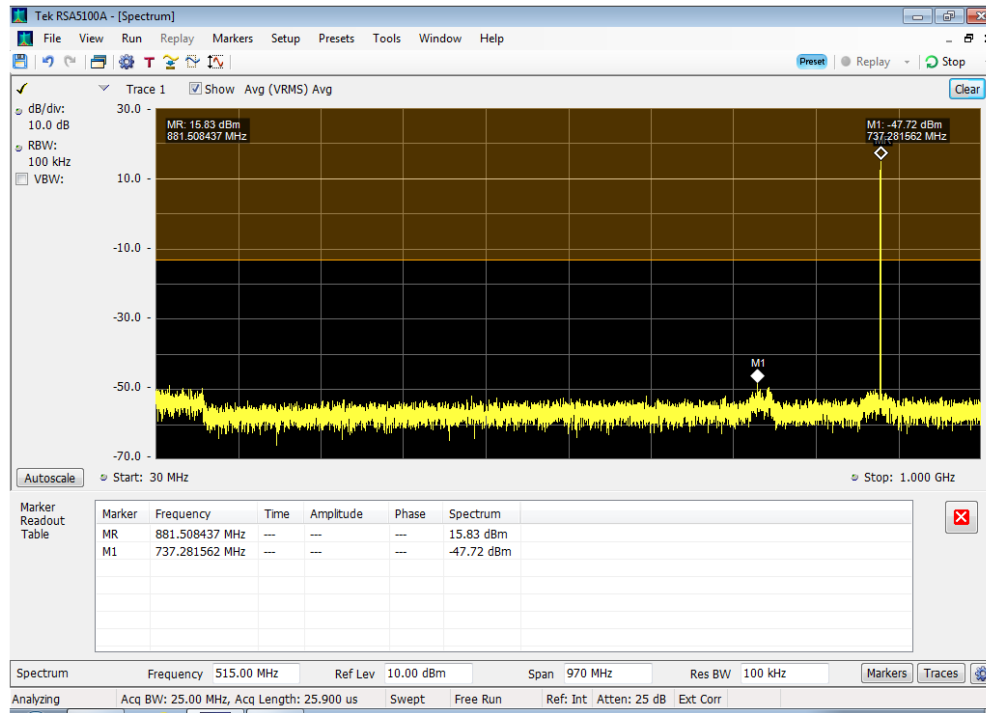 Tek RSA5100A - [Spectrum]
File View Run Replay Markers Setup Presets Tools Window Help
T Preset Replay Stop
Trace 1 Show Avg (VRMS) Avg Clear
dB/div:
10.0 dB
RBW:
100 kHz
VBW:
30.0
MR: 15.83 dBm M1: -47.72 dBm
881.508437 MHz 737.281562 MHz
10.0
-10.0
-30.0
M1
-50.0
-70.0
Autoscale Start: 30 MHz Stop: 1.000 GHz
Marker
Readout
Table
Marker Frequency Time Amplitude Phase Spectrum
MR 881.508437 MHz --- --- --- 15.83 dBm
M1 737.281562 MHz --- --- --- -47.72 dBm
Spectrum Frequency 515.00 MHz Ref Lev 10.00 dBm Span 970 MHz Res BW 100 kHz Markers Traces
Analyzing Acq BW: 25.00 MHz, Acq Length: 25.900 us Swept Free Run Ref: Int Atten: 25 dB Ext Corr